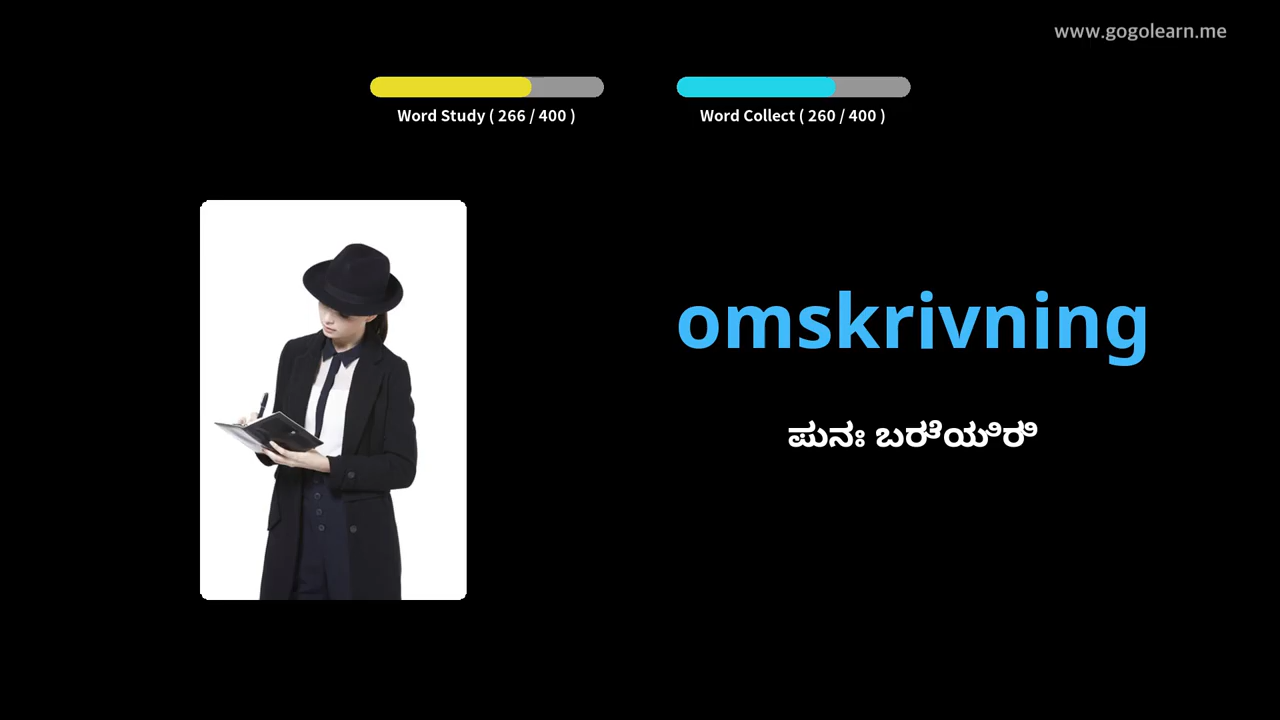 www.gogolearn.me
Word Study ( 266 / 400 )
Word Collect ( 260 / 400 )
omskrivning
ಪುನಃ ಬರೆಯಿರಿ